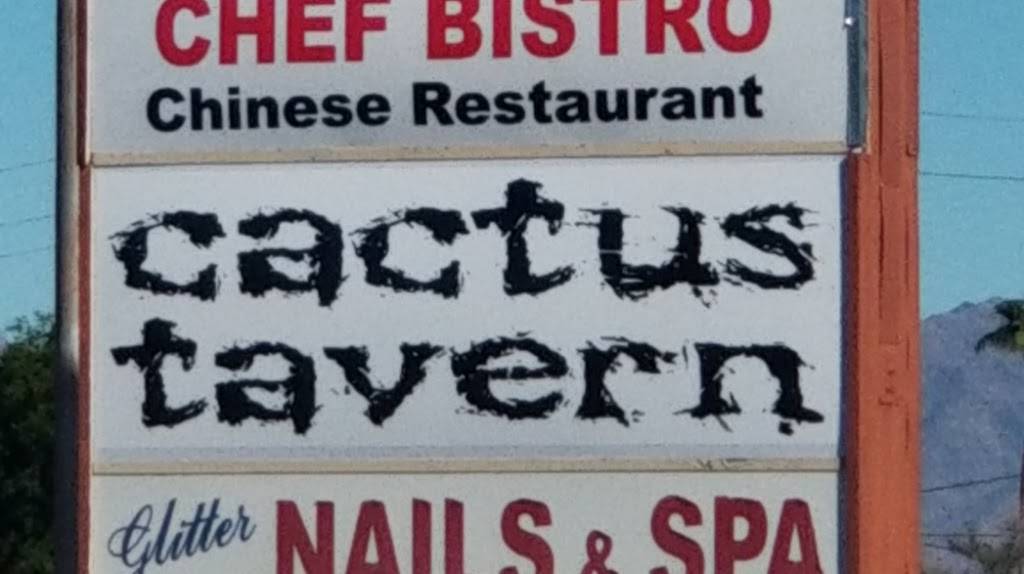 CHEF BISTRO
Chinese Restaurant
cactus
tavern
Glitter NAILS & SPA